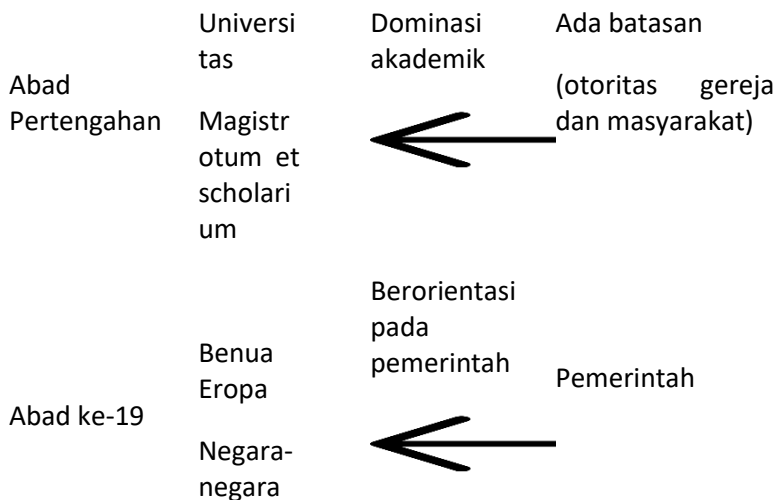 Abad
Pertengahan
Universi
tas
Magistr
otum et
scholari
um
Dominasi
akademik
Ada batasan
(otoritas gereja
dan masyarakat)
Abad ke-19
Benua
Eropa
Negara-
negara
Berorientasi
pada
pemerintah
Pemerintah